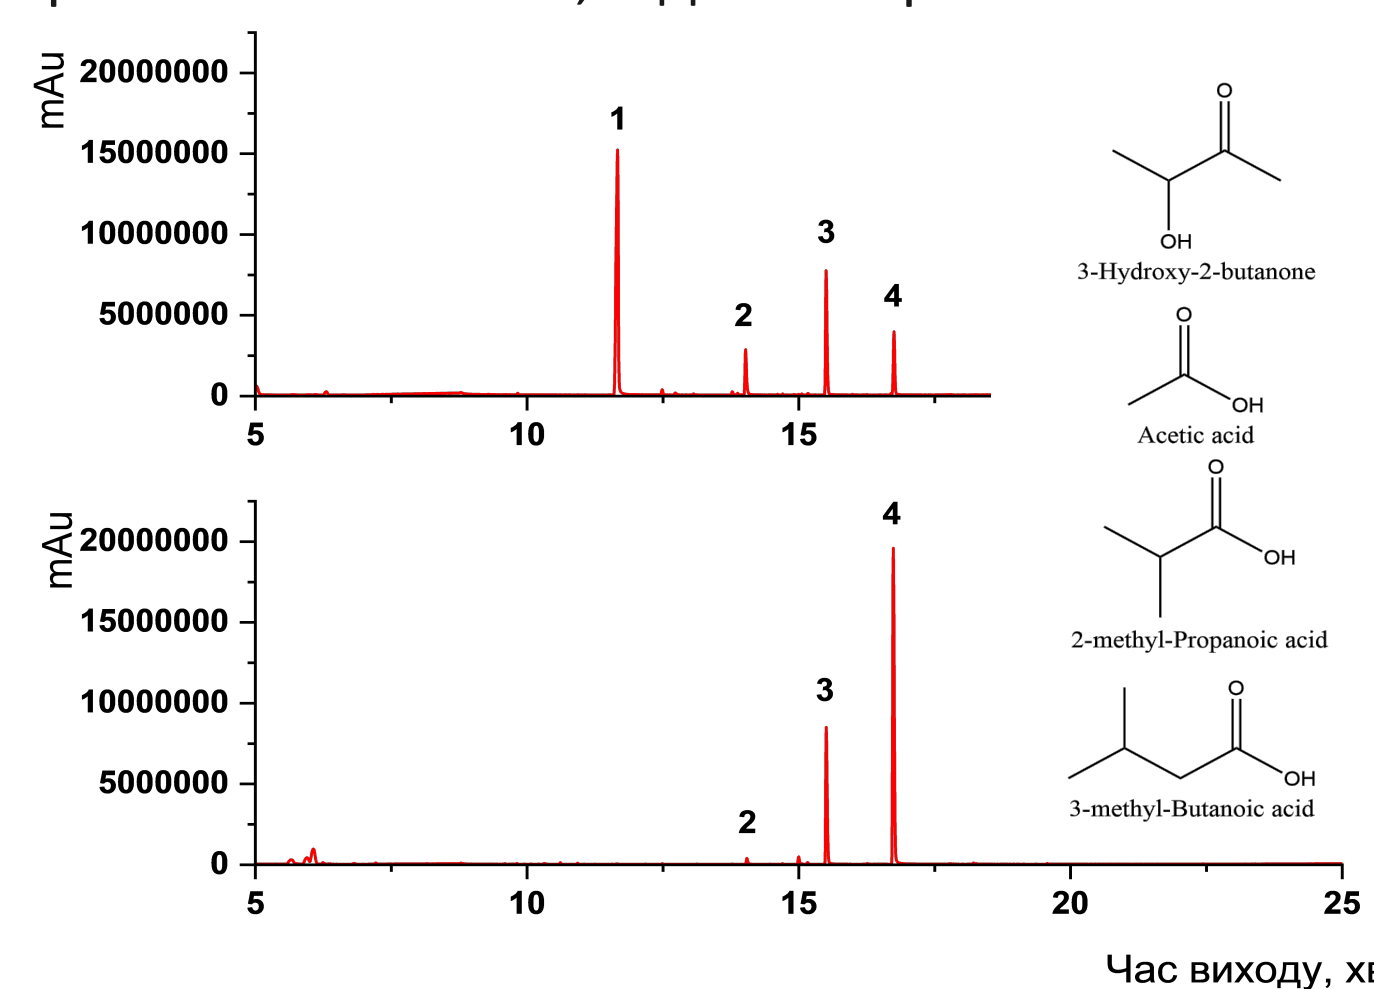 mAu
20000000
15000000
10000000
5000000
0
1
2
3
4
5
10
15
O
OH
3-Hydroxy-2-butanone
O
OH
Acetic acid
O
OH
2-methyl-Propanoic acid
O
OH
3-methyl-Butanoic acid
mAu
20000000
15000000
10000000
5000000
0
2
3
4
5
10
15
20
25
Час виходу,